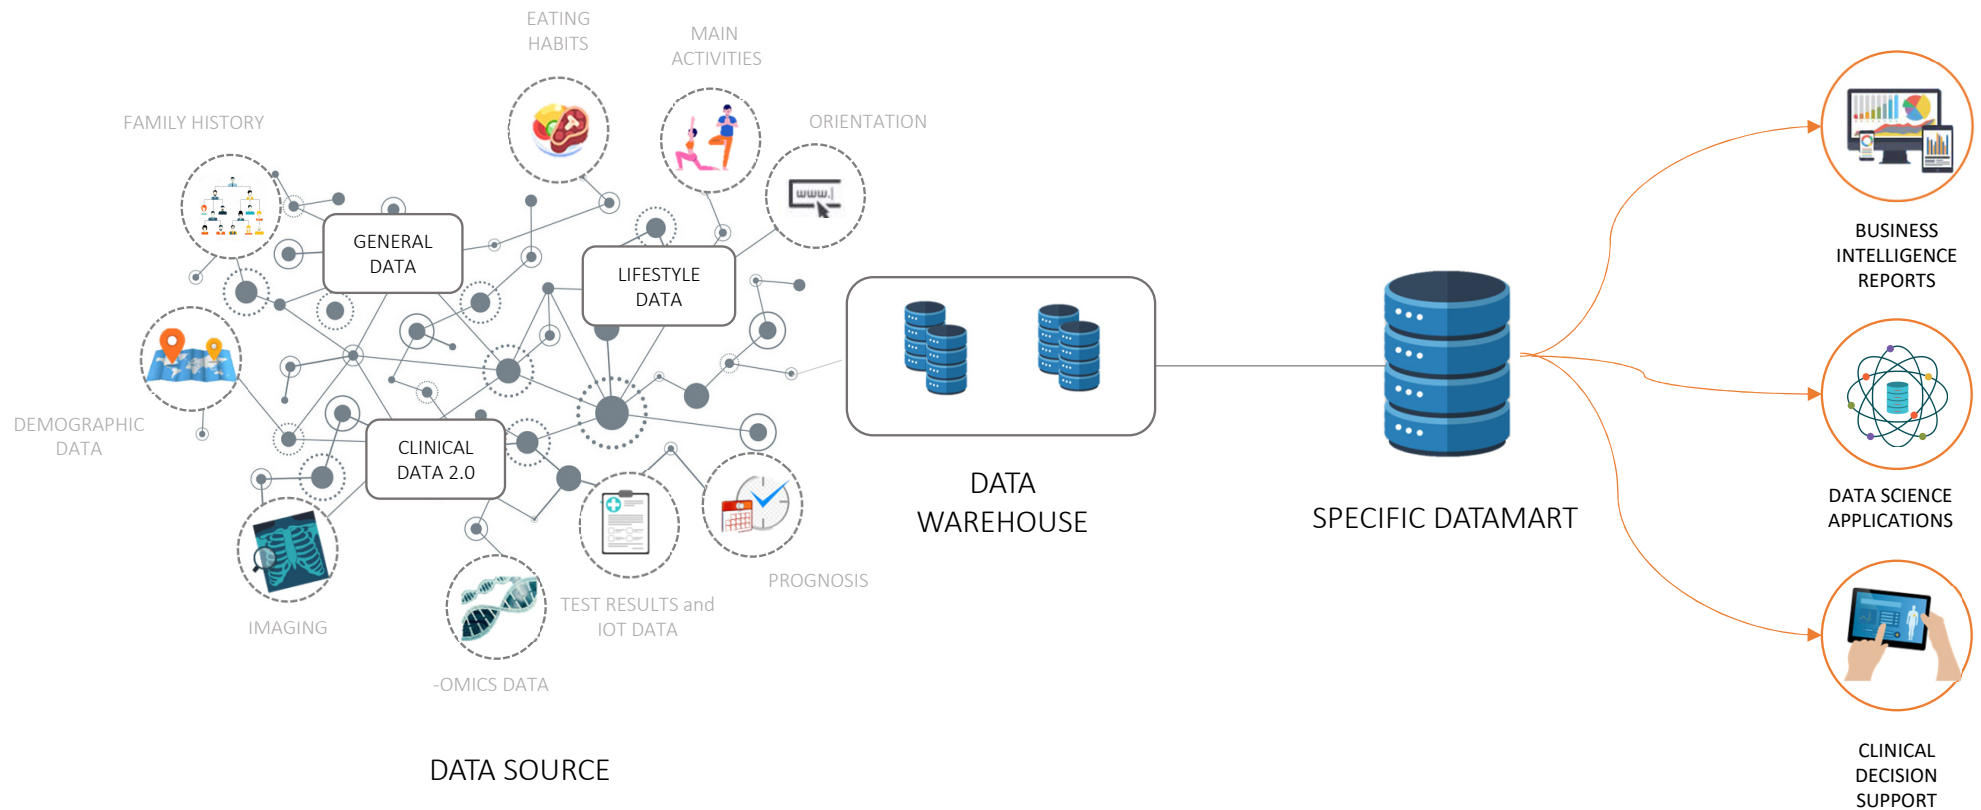 EATING
HABITS
MAIN
ACTIVITIES
FAMILY HISTORY
ORIENTATION
www.
GENERAL
DATA
LIFESTYLE
DATA
DEMOGRAPHIC
DATA
CLINICAL
DATA 2.0
IMAGING
-OMICS DATA
TEST RESULTS and
IOT DATA
PROGNOSIS
DATA SOURCE
DATA
WAREHOUSE
SPECIFIC DATAMART
BUSINESS
INTELLIGENCE
REPORTS
DATA SCIENCE
APPLICATIONS
CLINICAL
DECISION
SUPPORT